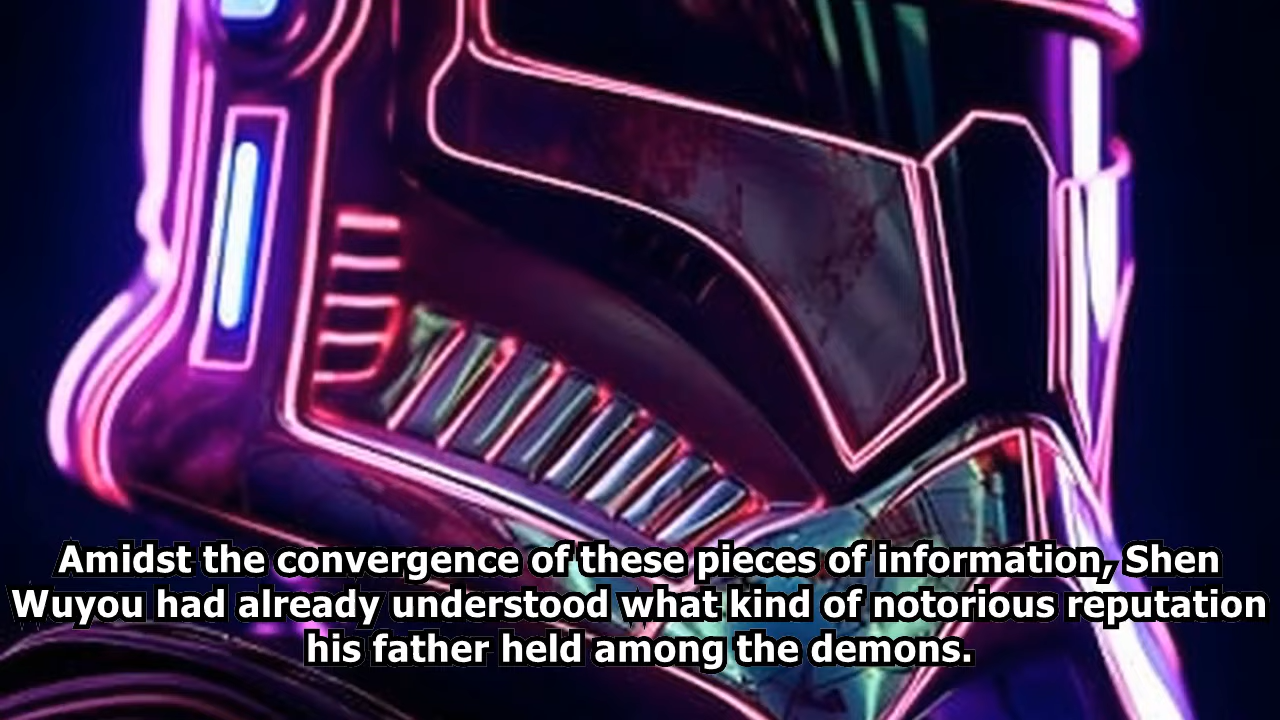 Amidst the convergence of these pieces of information, Shen
Wuyou had already understood what kind of notorious reputation
his father held among the demons.